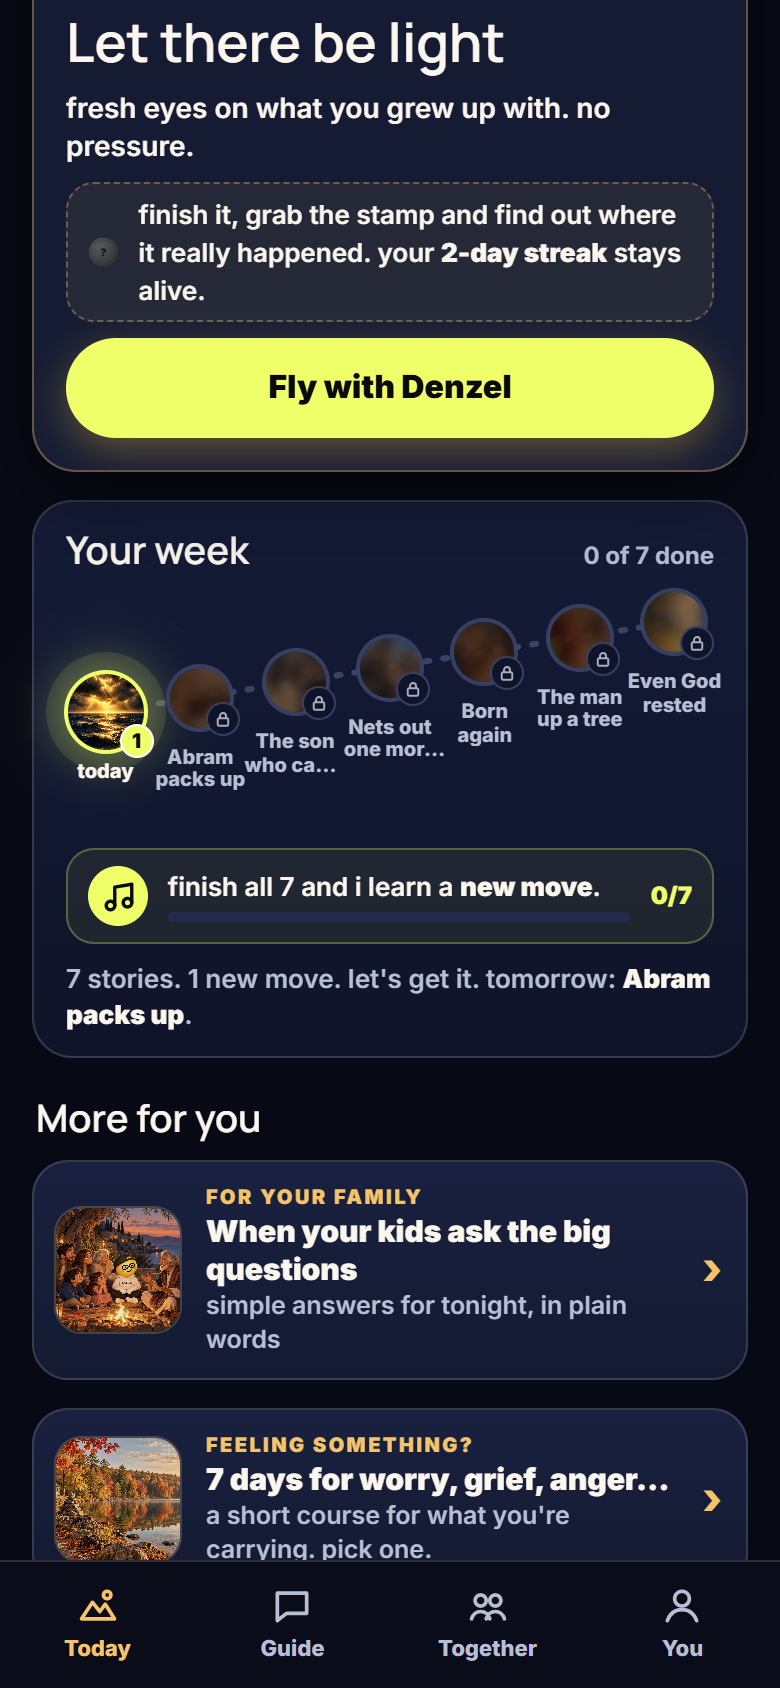 Let there be light
fresh eyes on what you grew up with. no
pressure.
?
finish it, grab the stamp and find out where
it really happened. your 2-day streak stays
alive.
Fly with Denzel
Your week
0 of 7 done
1
today
Abram
packs up
The son
who ca...
Nets out
one mor...
Born
again
The man
up a tree
Even God
rested
finish all 7 and i learn a new move.
0/7
7 stories. 1 new move. let's get it. tomorrow: Abram
packs up.
More for you
FOR YOUR FAMILY
When your kids ask the big
questions
simple answers for tonight, in plain
words
FEELING SOMETHING?
7 days for worry, grief, anger...
a short course for what you're
carrying. pick one.
Today
Guide
Together
You